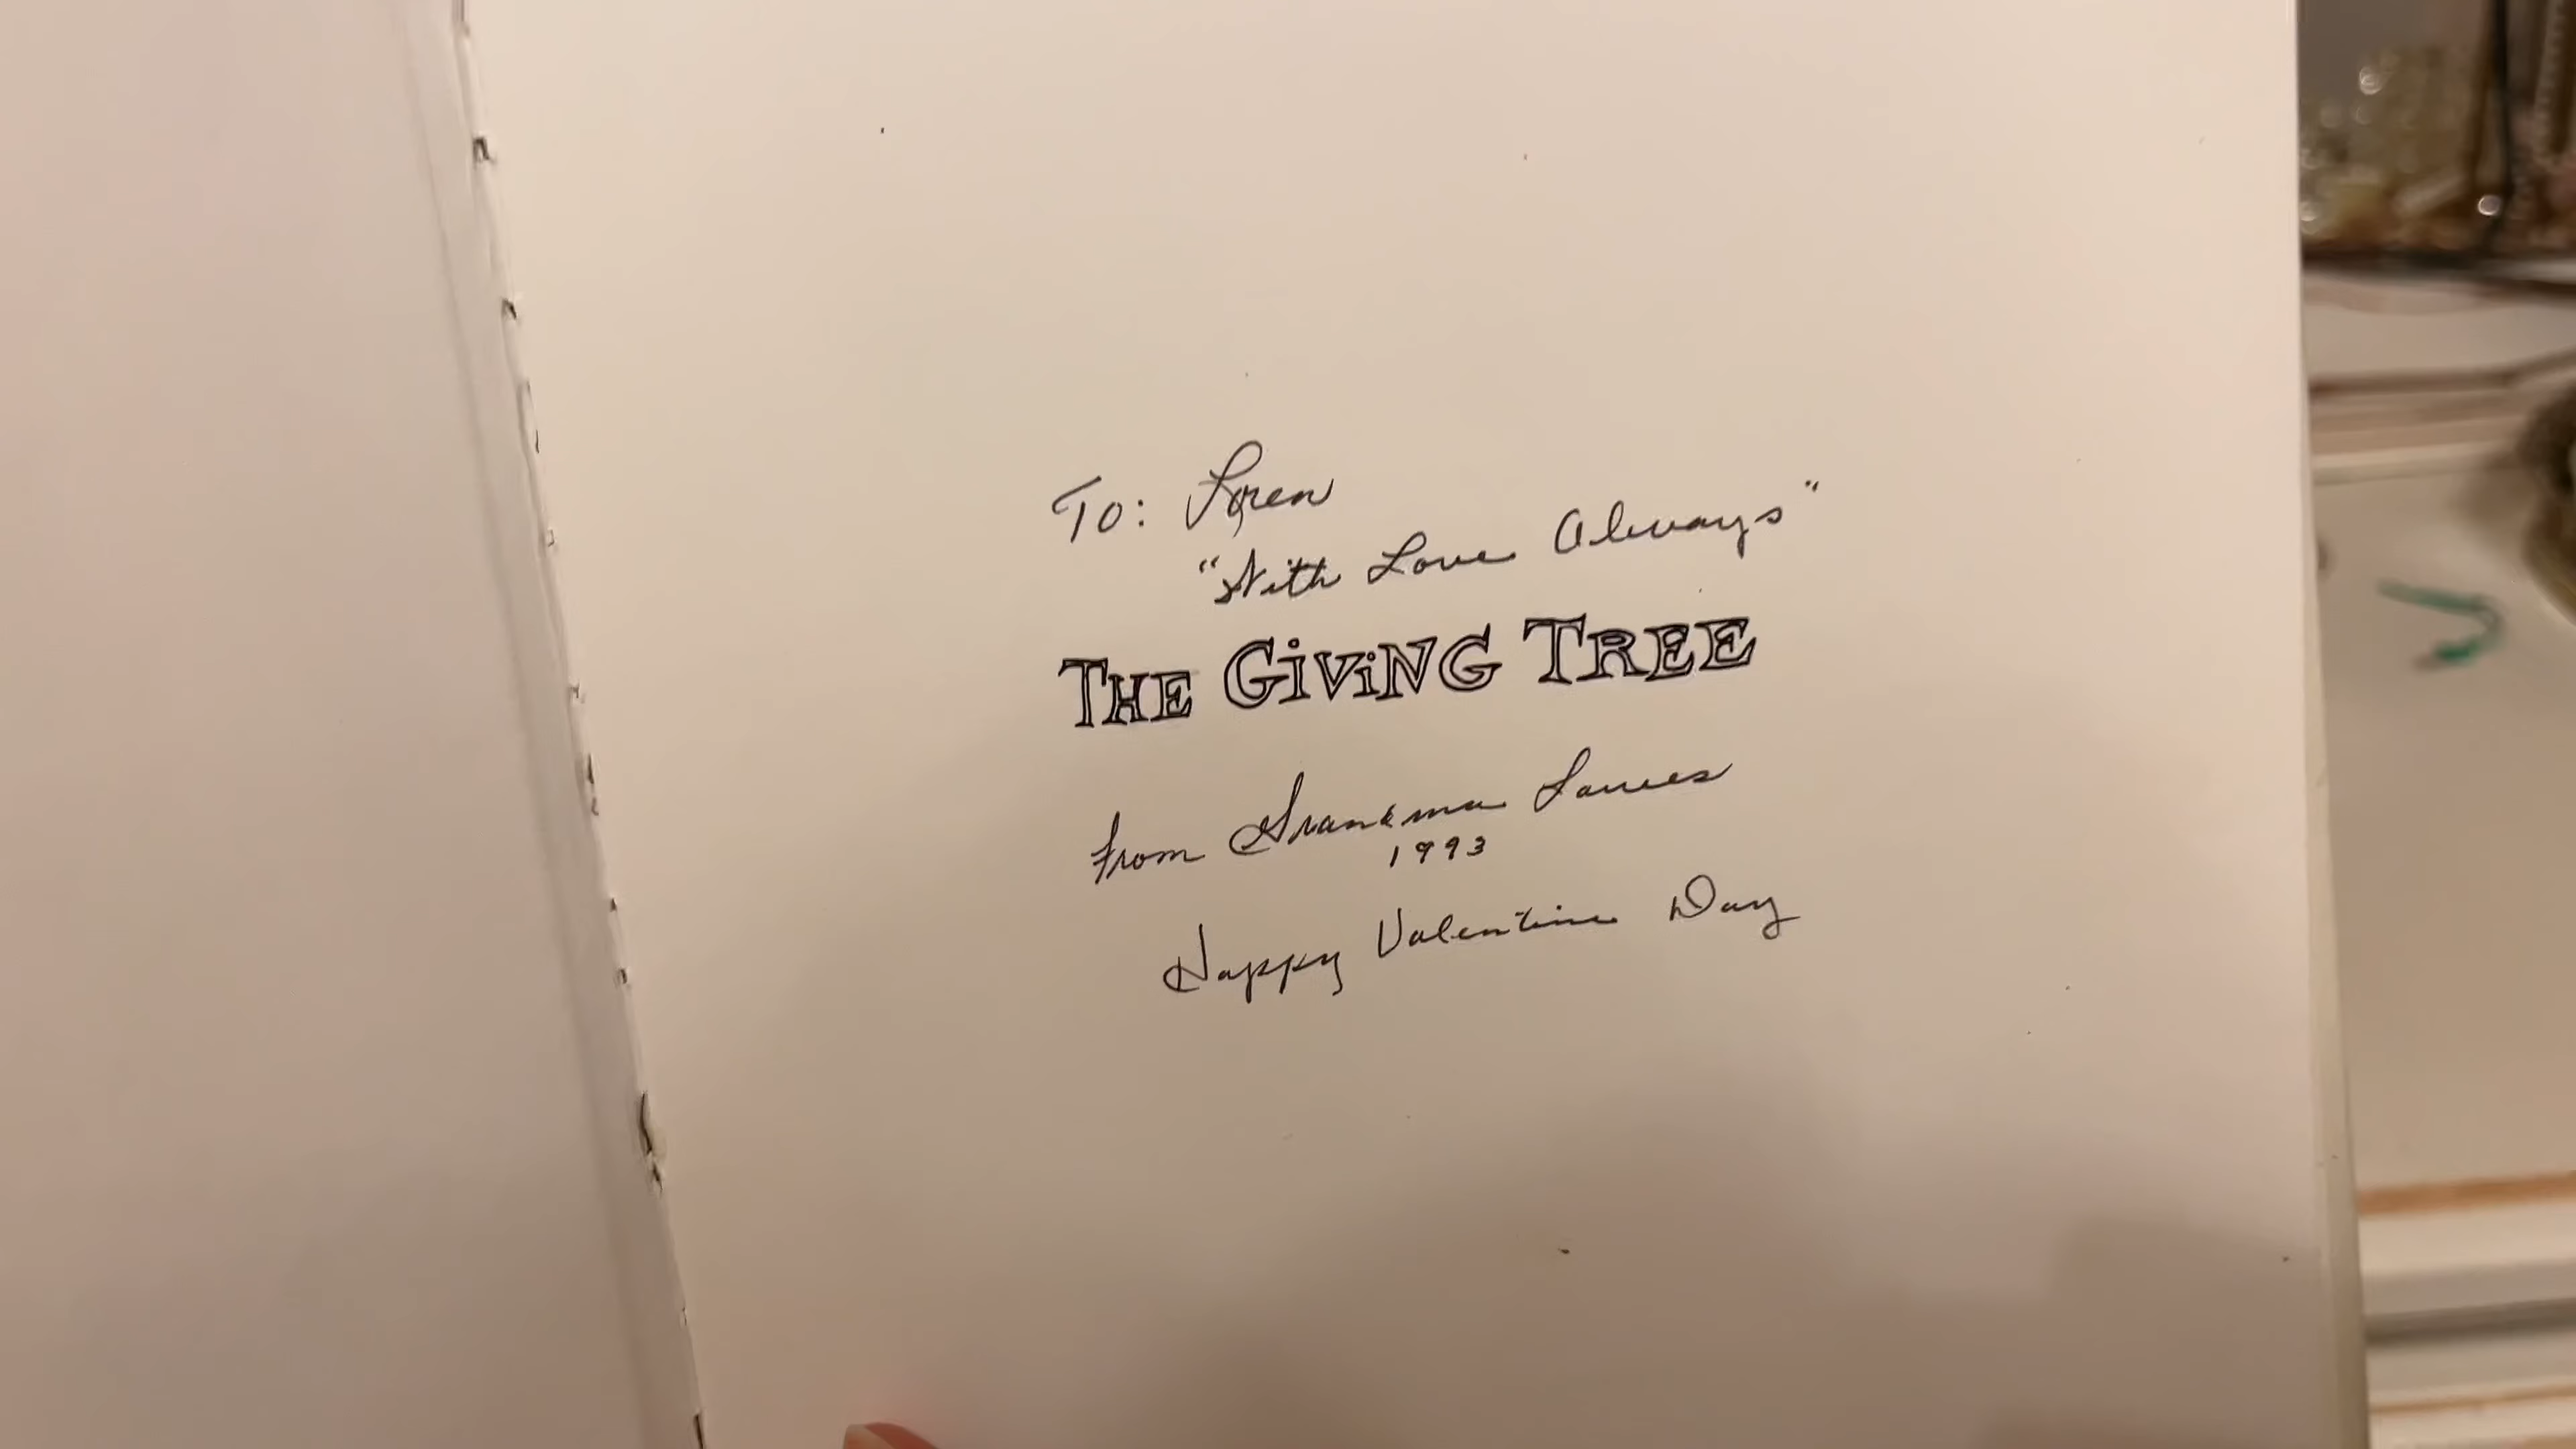 To: Loren
"With Love Always"
THE GiViNG TREE
from Grandma
1993
Happy Valentine Day